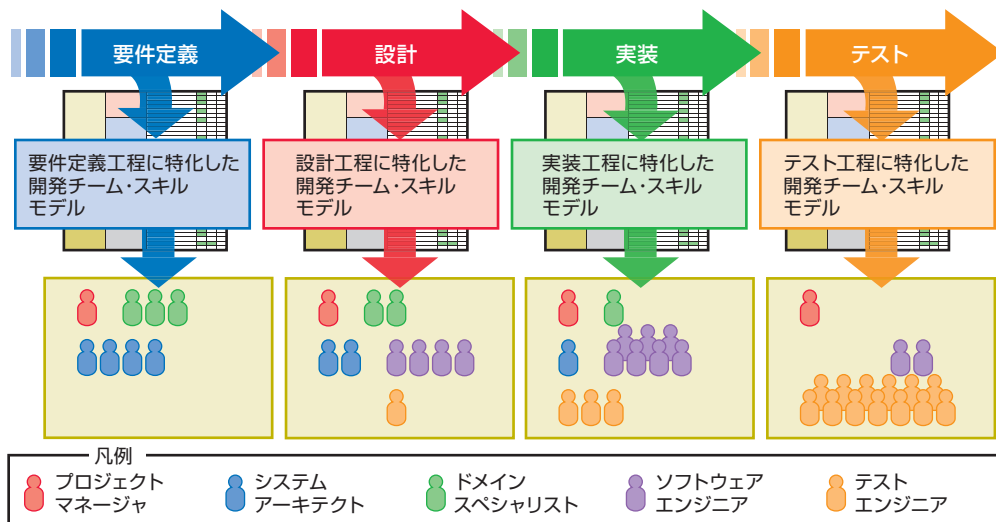 要件定義
設計
実装
テスト
要件定義工程に特化した
開発チーム・スキル
モデル
設計工程に特化した
開発チーム・スキル
モデル
実装工程に特化した
開発チーム・スキル
モデル
テスト工程に特化した
開発チーム・スキル
モデル
凡例
プロジェクト
マネージャ
システム
アーキテクト
ドメイン
スペシャリスト
ソフトウェア
エンジニア
テスト
エンジニア